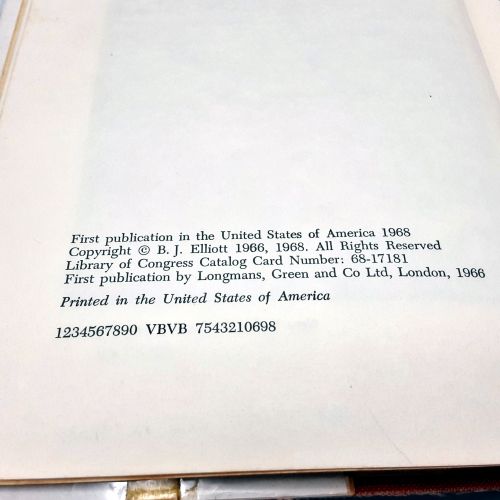 First publication in the United States of America 1968
Copyright © B. J. Elliott 1966, 1968. All Rights Reserved
Library of Congress Catalog Card Number: 68-17181
First publication by Longmans, Green and Co Ltd, London, 1966
Printed in the United States of America
1234567890 VBVB 7543210698